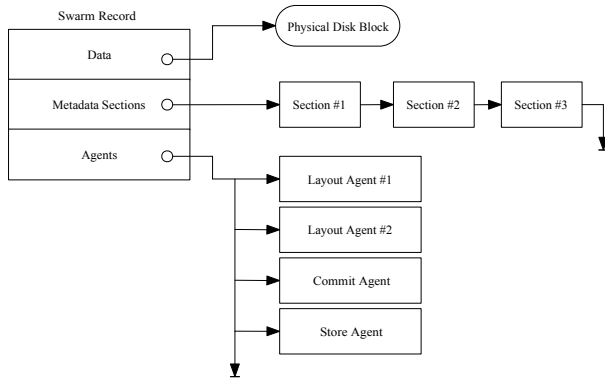 Swarm Record
Physical Disk Block
Data
Metadata Sections
Section #1
Section #2
Section #3
Agents
Layout Agent #1
Layout Agent #2
Commit Agent
Store Agent